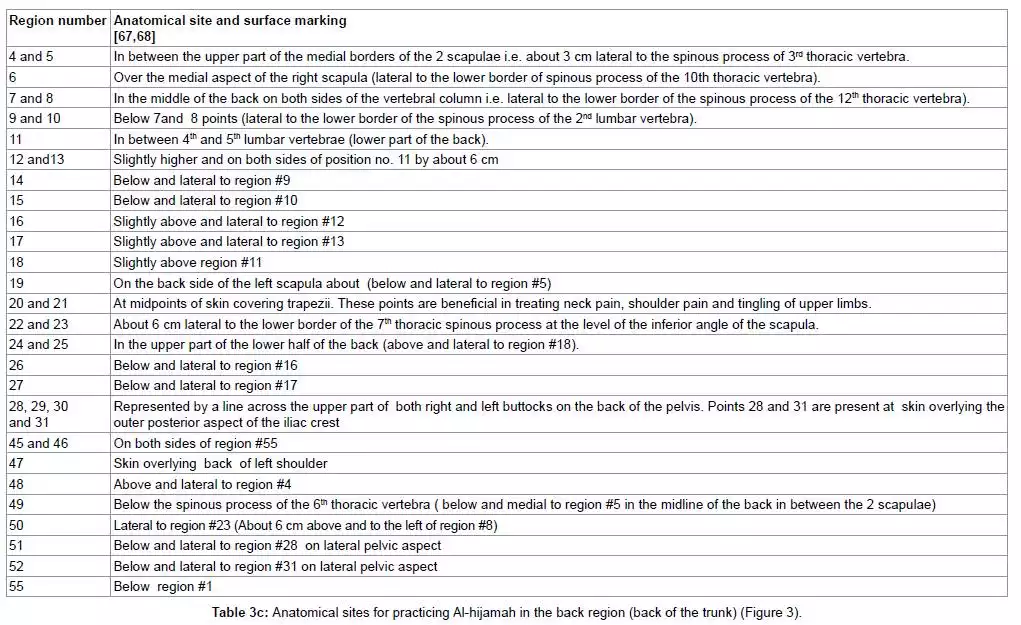 Region number Anatomical site and surface marking
[67,68]
4 and 5 In between the upper part of the medial borders of the 2 scapulae i.e. about 3 cm lateral to the spinous process of 3rd thoracic vertebra.
6 Over the medial aspect of the right scapula (lateral to the lower border of spinous process of the 10th thoracic vertebra).
7 and 8 In the middle of the back on both sides of the vertebral column i.e. lateral to the lower border of the spinous process of the 12th thoracic vertebra).
9 and 10 Below 7and 8 points (lateral to the lower border of the spinous process of the 2nd lumbar vertebra).
11 In between 4th and 5th lumbar vertebrae (lower part of the back).
12 and13 Slightly higher and on both sides of position no. 11 by about 6 cm
14 Below and lateral to region #9
15 Below and lateral to region #10
16 Slightly above and lateral to region #12
17 Slightly above and lateral to region #13
18 Slightly above region #11
19 On the back side of the left scapula about (below and lateral to region #5)
20 and 21 At midpoints of skin covering trapezii. These points are beneficial in treating neck pain, shoulder pain and tingling of upper limbs.
22 and 23 About 6 cm lateral to the lower border of the 7th thoracic spinous process at the level of the inferior angle of the scapula.
24 and 25 In the upper part of the lower half of the back (above and lateral to region #18).
26 Below and lateral to region #16
27 Below and lateral to region #17
28, 29, 30 Represented by a line across the upper part of both right and left buttocks on the back of the pelvis. Points 28 and 31 are present at skin overlying the
and 31 outer posterior aspect of the iliac crest
45 and 46 On both sides of region #55
47 Skin overlying back of left shoulder
48 Above and lateral to region #4
49 Below the spinous process of the 6th thoracic vertebra ( below and medial to region #5 in the midline of the back in between the 2 scapulae)
50 Lateral to region #23 (About 6 cm above and to the left of region #8)
51 Below and lateral to region #28 on lateral pelvic aspect
52 Below and lateral to region #31 on lateral pelvic aspect
55 Below region #1
Table 3c: Anatomical sites for practicing Al-hijamah in the back region (back of the trunk) (Figure 3).